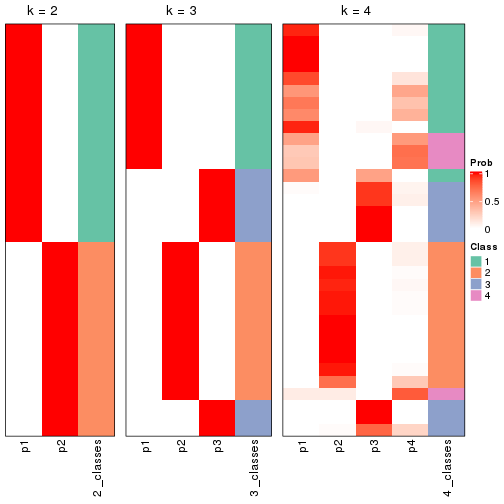 k = 2
k = 3
k = 4
p1
p2
2_classes
p1
p2
p3
3_classes
p1
p2
p3
p4
4_classes
Prob
1
0.5
0
Class
1
2
3
4